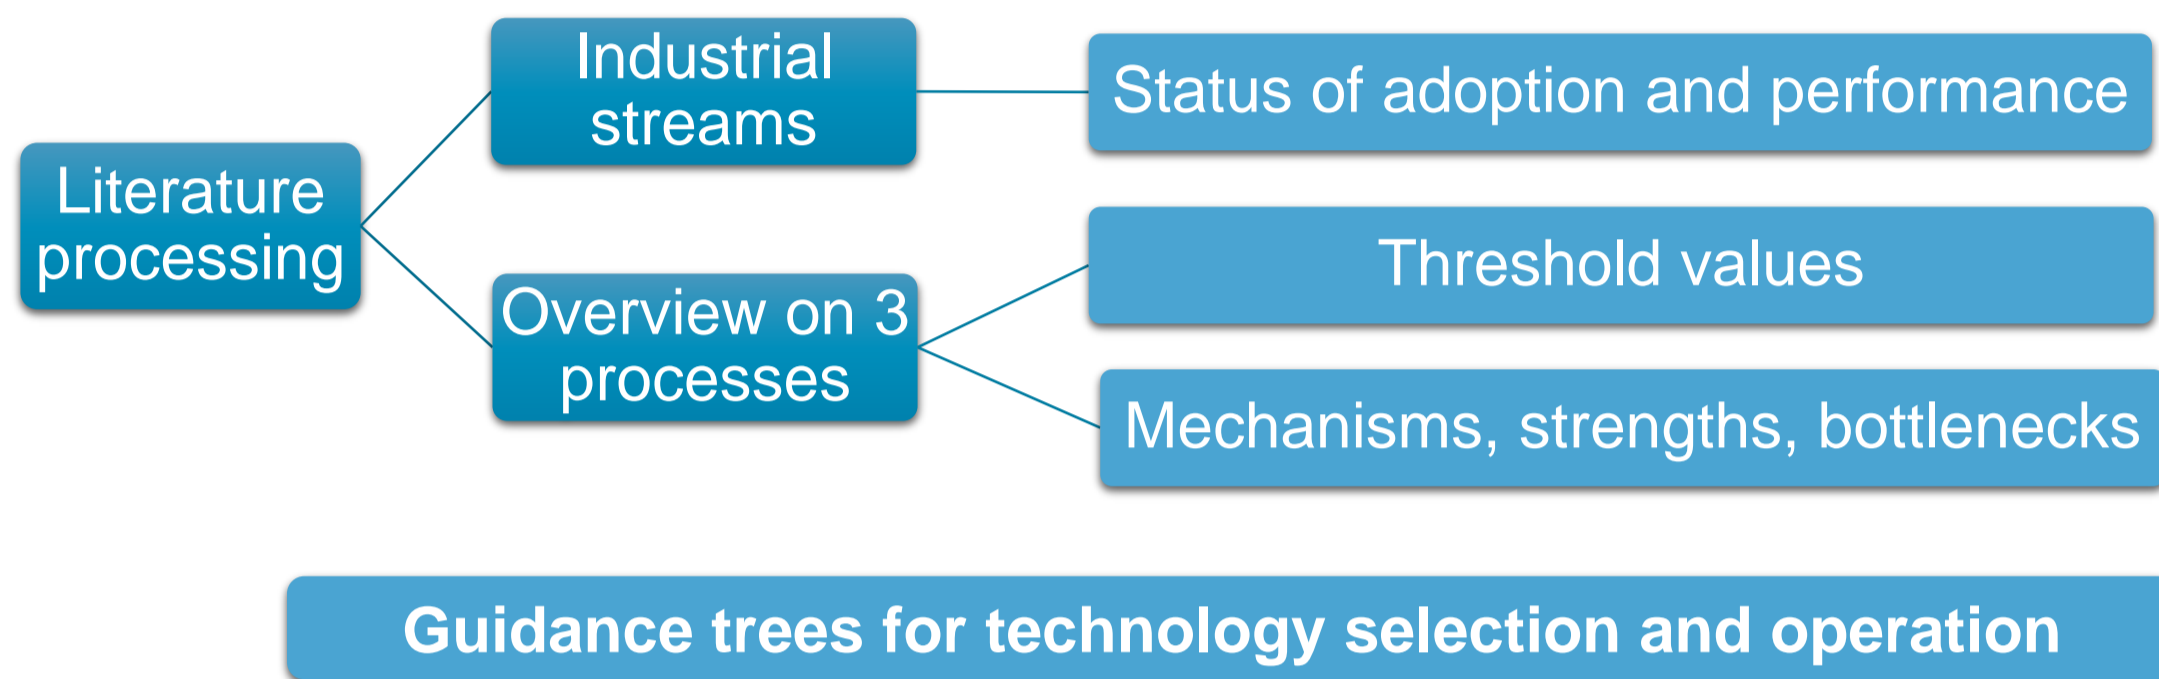 Literature
processing
Industrial
streams
Status of adoption and performance
Overview on 3
processes
Threshold values
Mechanisms, strengths, bottlenecks
Guidance trees for technology selection and operation